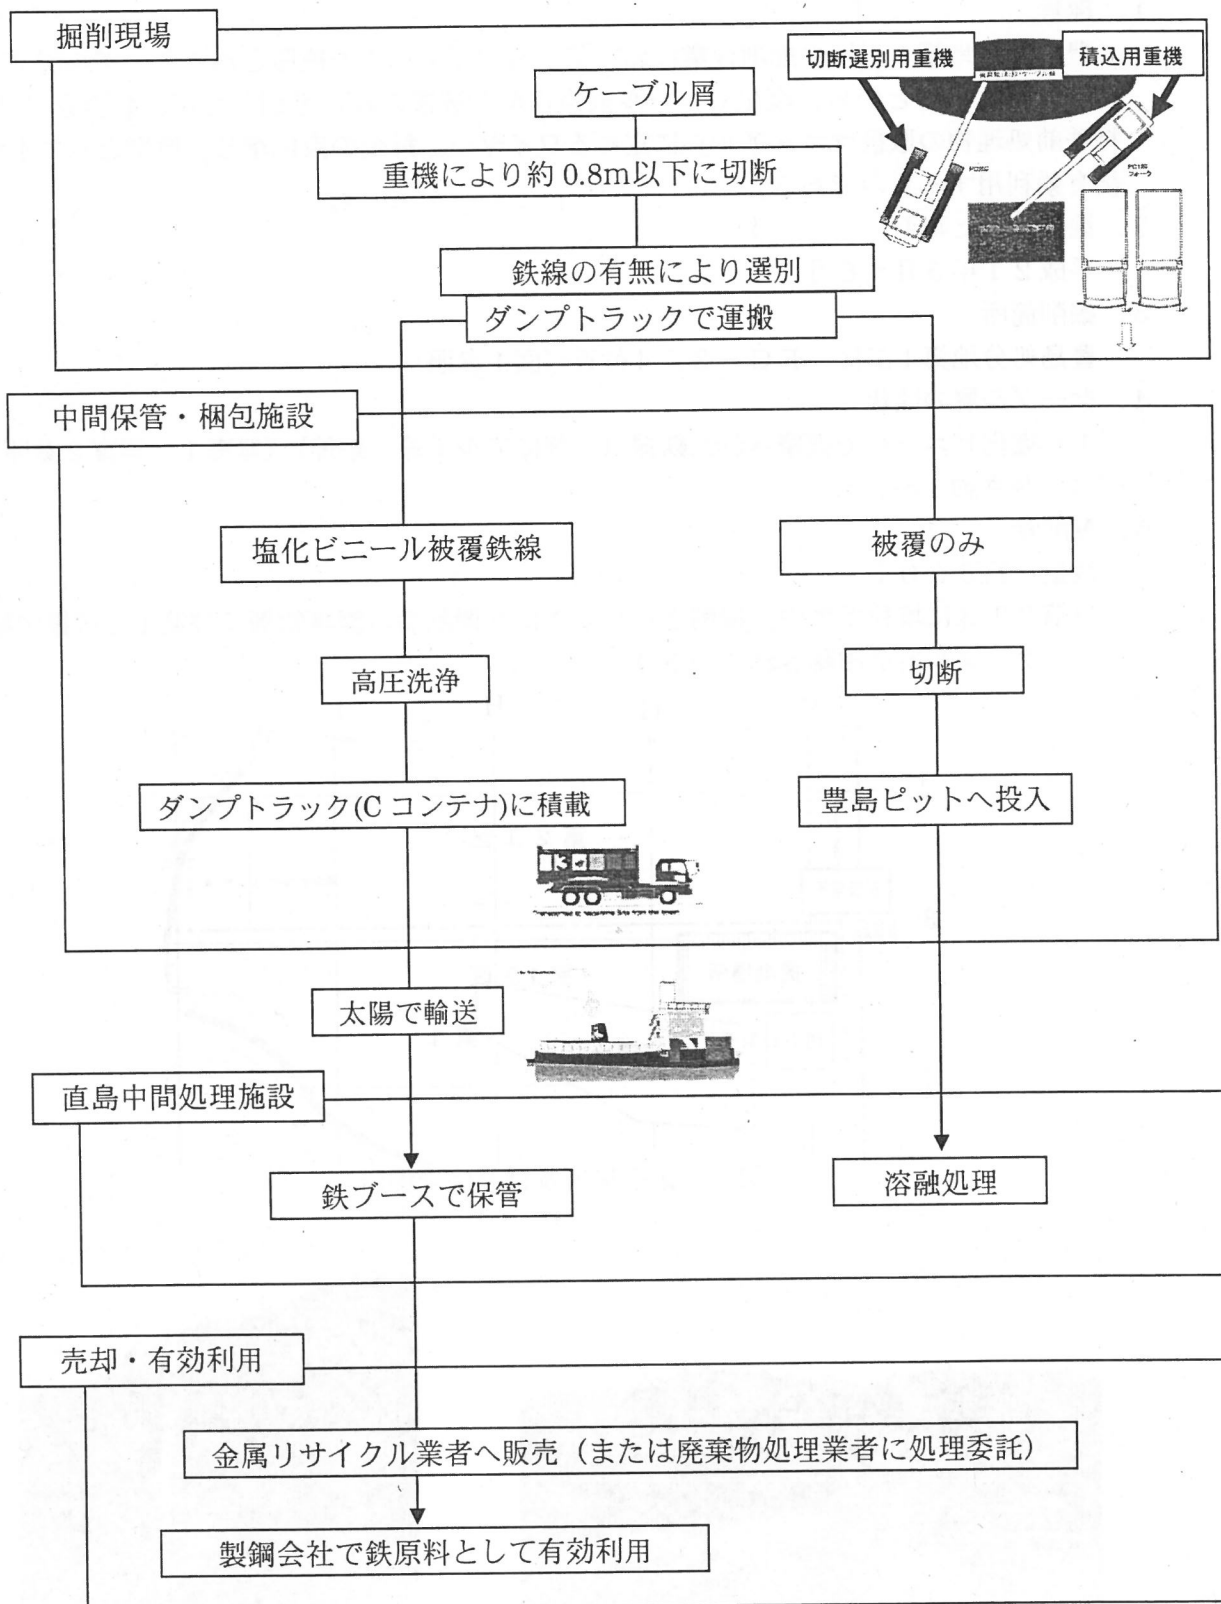 掘削現場
切断選別用重機
積込用重機
ケーブル屑
重機により約 0.8m以下に切断
鉄線の有無により選別
ダンプトラックで運搬
中間保管・梱包施設
塩化ビニール被覆鉄線
被覆のみ
高圧洗浄
切断
ダンプトラック(C コンテナ)に積載
豊島ピットへ投入
太陽で輸送
直島中間処理施設
鉄ブースで保管
溶融処理
売却・有効利用
金属リサイクル業者へ販売（または廃棄物処理業者に処理委託）
製鋼会社で鉄原料として有効利用